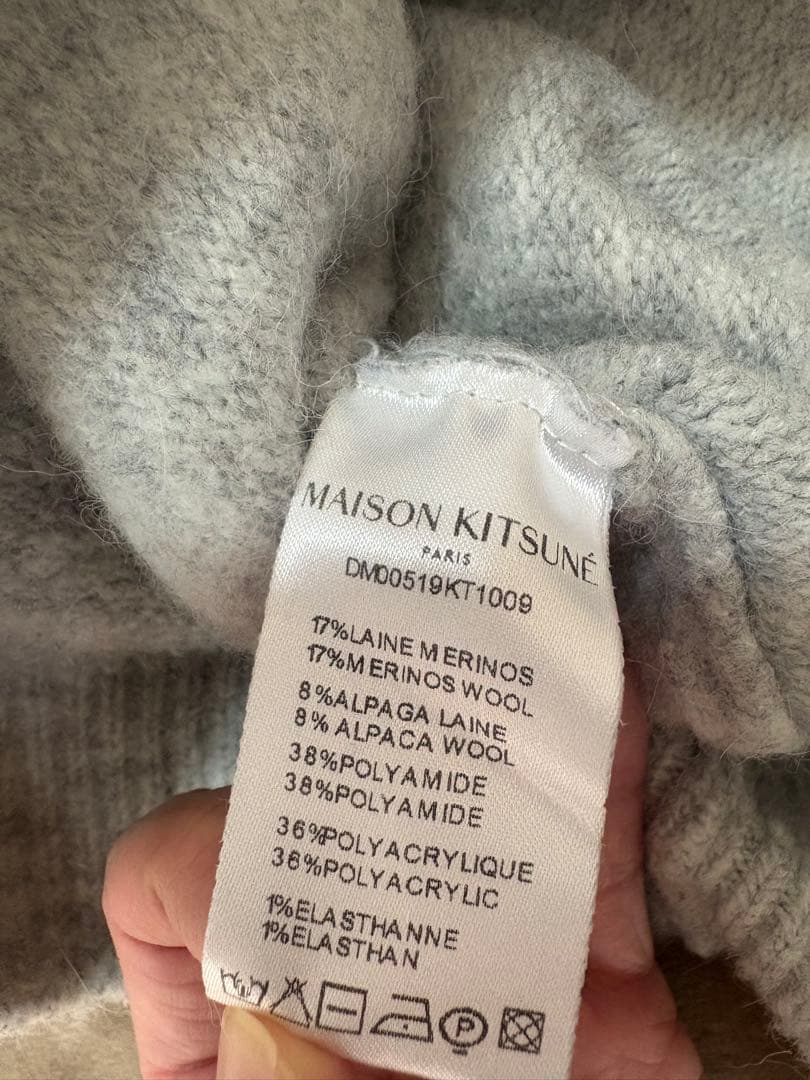 MAISON KITSUNÉ
PARIS
DM00519KT1009
17%LAINE MERINOS
17%MERINOS WOOL
8%ALPAGA LAINE
8% ALPACA WOOL
38%POLYAMIDE
38%POLYAMIDE
36%POLYACRYLIQUE
36%POLYACRYLIC
1%ELASTHANNE
1%ELASTHAN
P